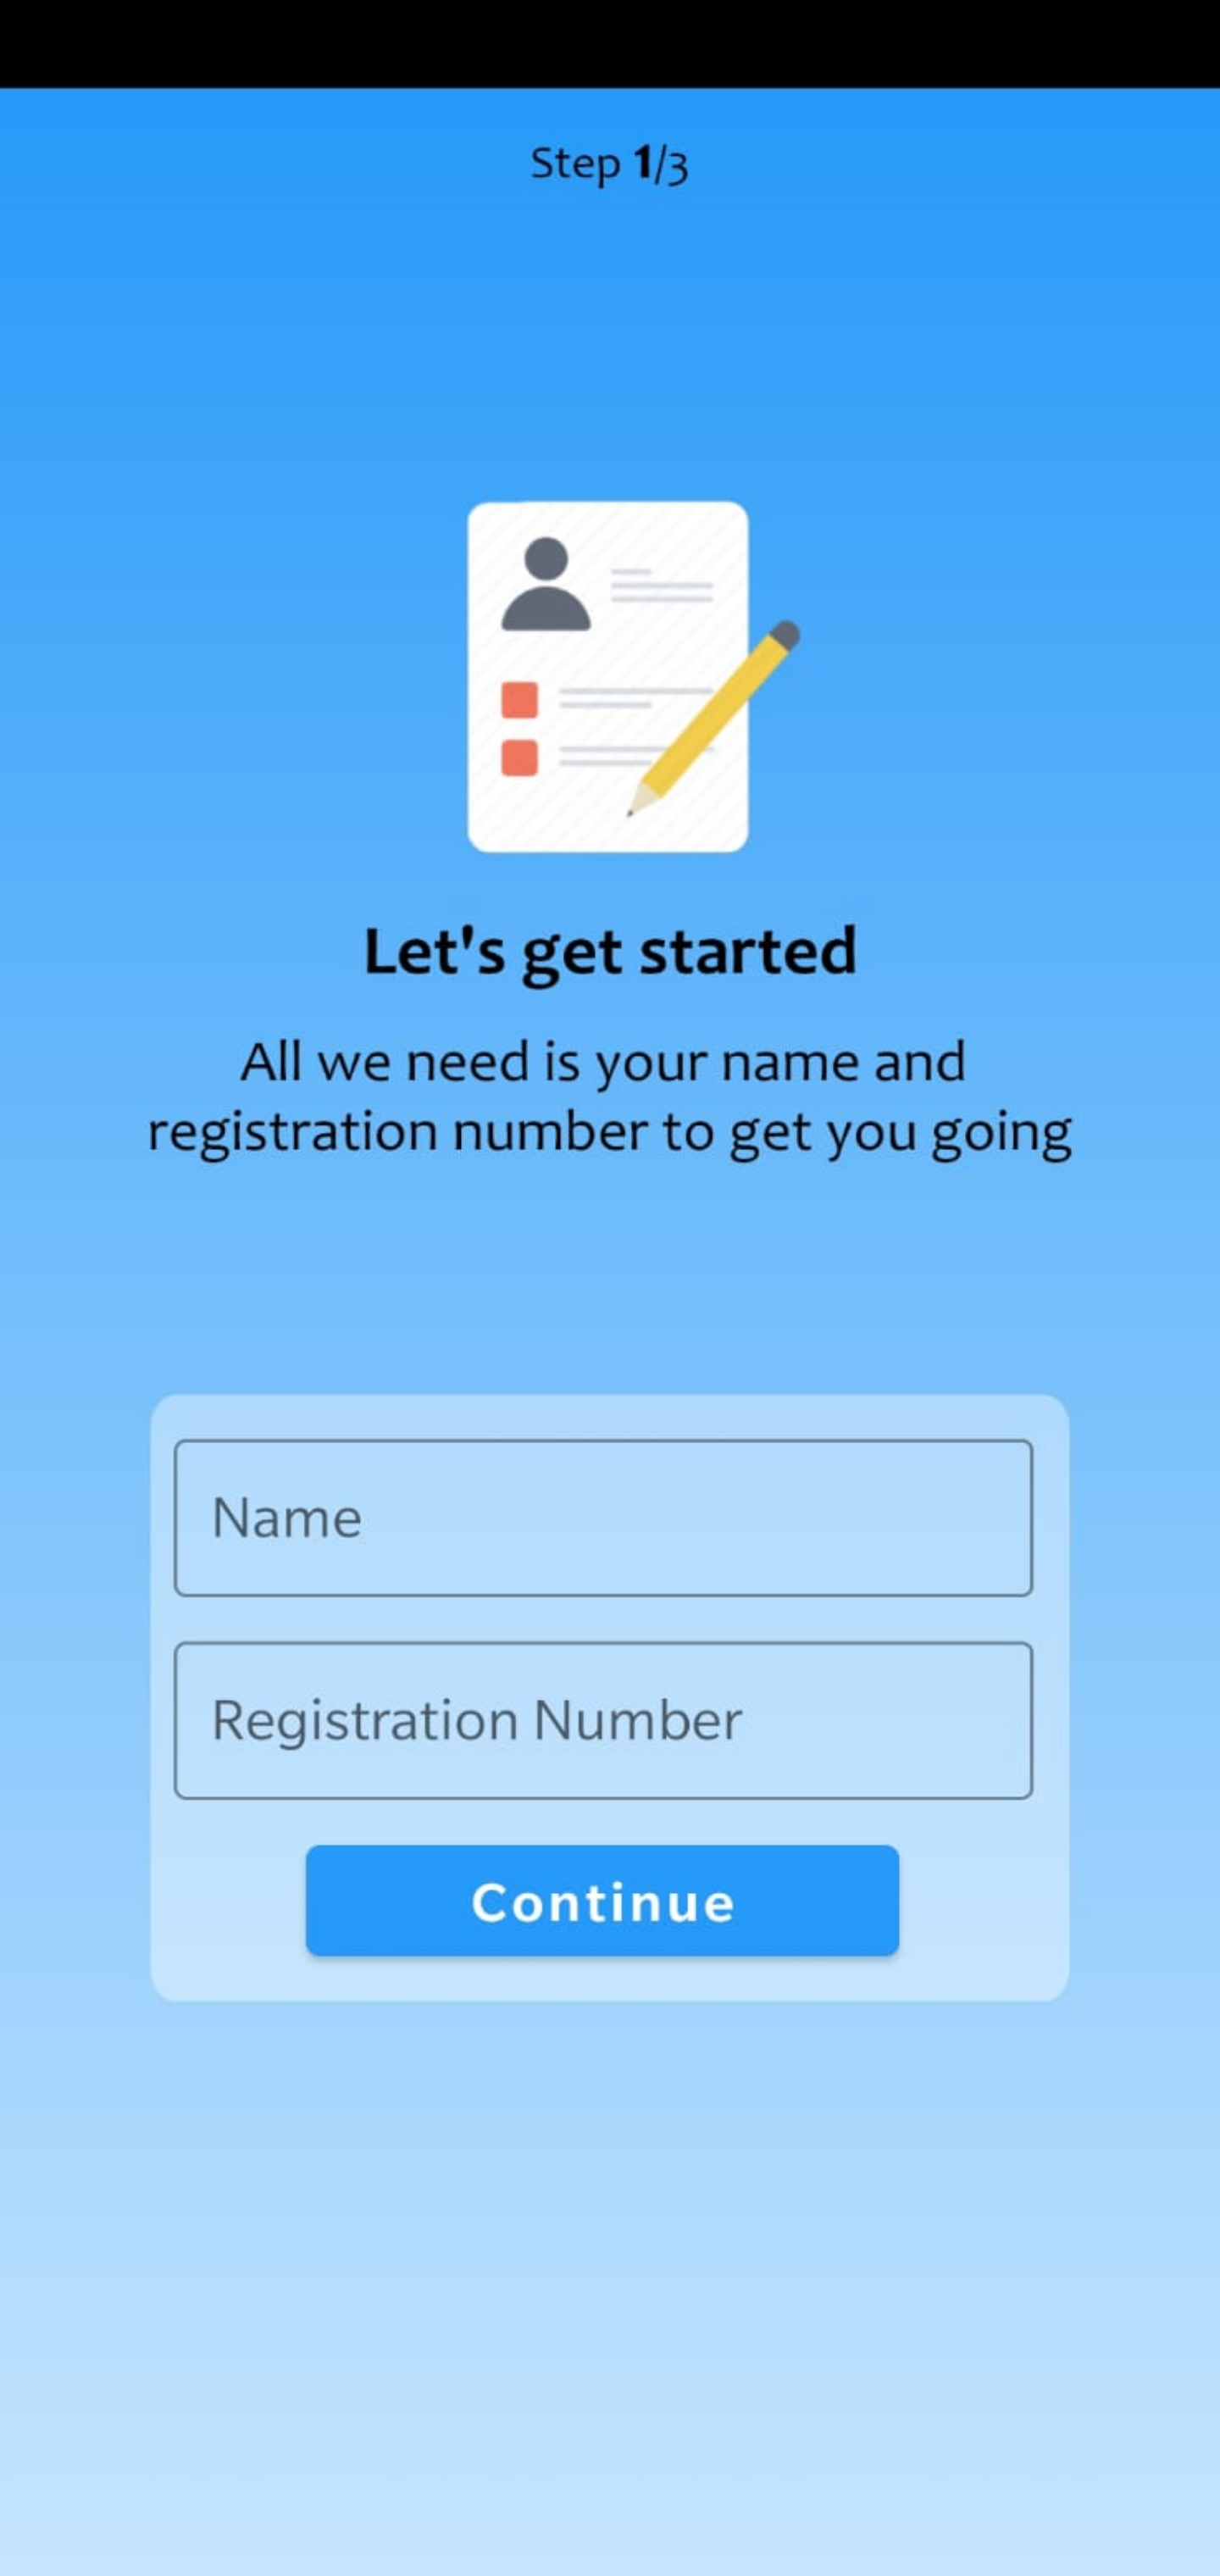 Step 1/3
Let's get started
All we need is your name and
registration number to get you going
Name
Registration Number
Continue